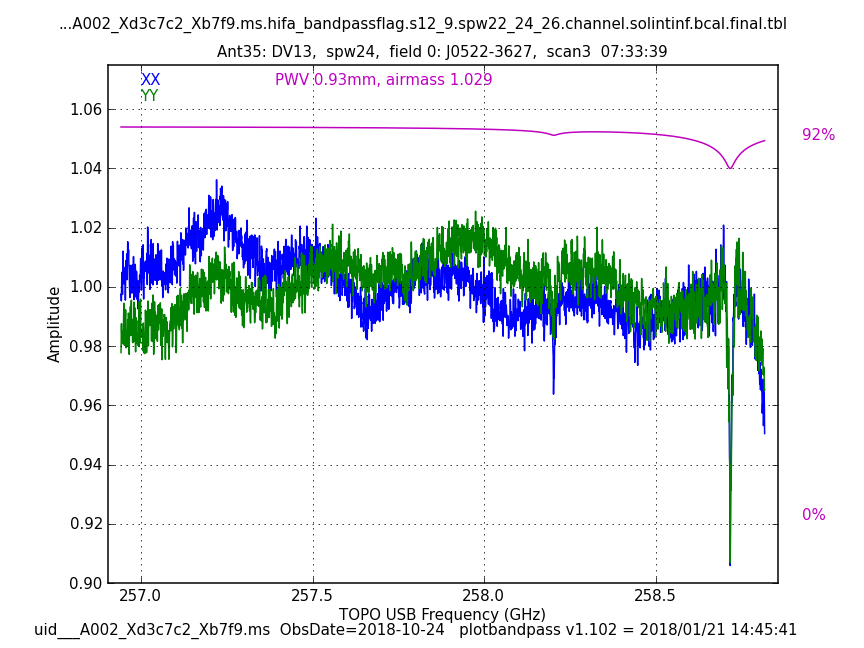 ...A002_Xd3c7c2_Xb7f9.ms.hifa_bandpassflag.s12_9.spw22_24_26.channel.solintinf.bcal.final.tbl
Ant35: DV13, spw24, field 0: J0522-3627, scan3 07:33:39
XX
PWV 0.93mm, airmass 1.029
YY
1.06
92%
1.04
1.02
1.00
Amplitude
0.98
0.96
0.94
0.92
0%
0.90
257.0 257.5 258.0 258.5
TOPO USB Frequency (GHz)
uid___A002_Xd3c7c2_Xb7f9.ms ObsDate=2018-10-24 plotbandpass v1.102 = 2018/01/21 14:45:41